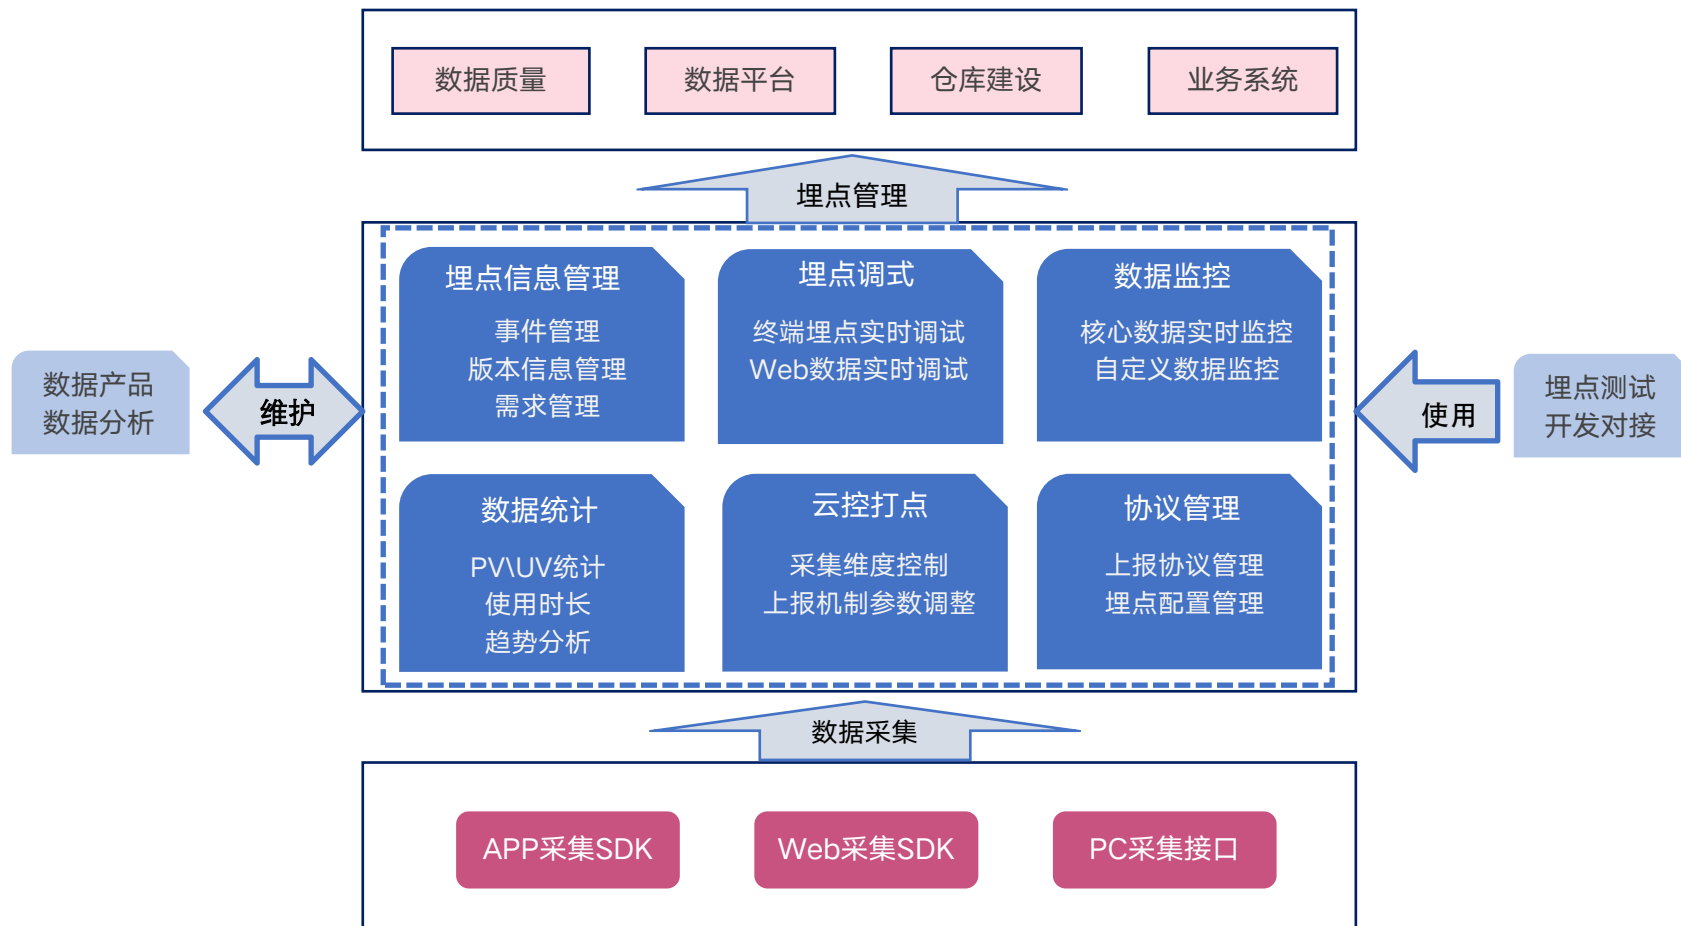 数据质量
数据平台
仓库建设
业务系统
埋点管理
埋点信息管理
事件管理
版本信息管理
需求管理
埋点调式
终端埋点实时调试
Web数据实时调试
数据监控
核心数据实时监控
自定义数据监控
数据产品
数据分析
维护
使用
埋点测试
开发对接
数据统计
PV\UV统计
使用时长
趋势分析
云控打点
采集维度控制
上报机制参数调整
协议管理
上报协议管理
埋点配置管理
数据采集
APP采集SDK
Web采集SDK
PC采集接口